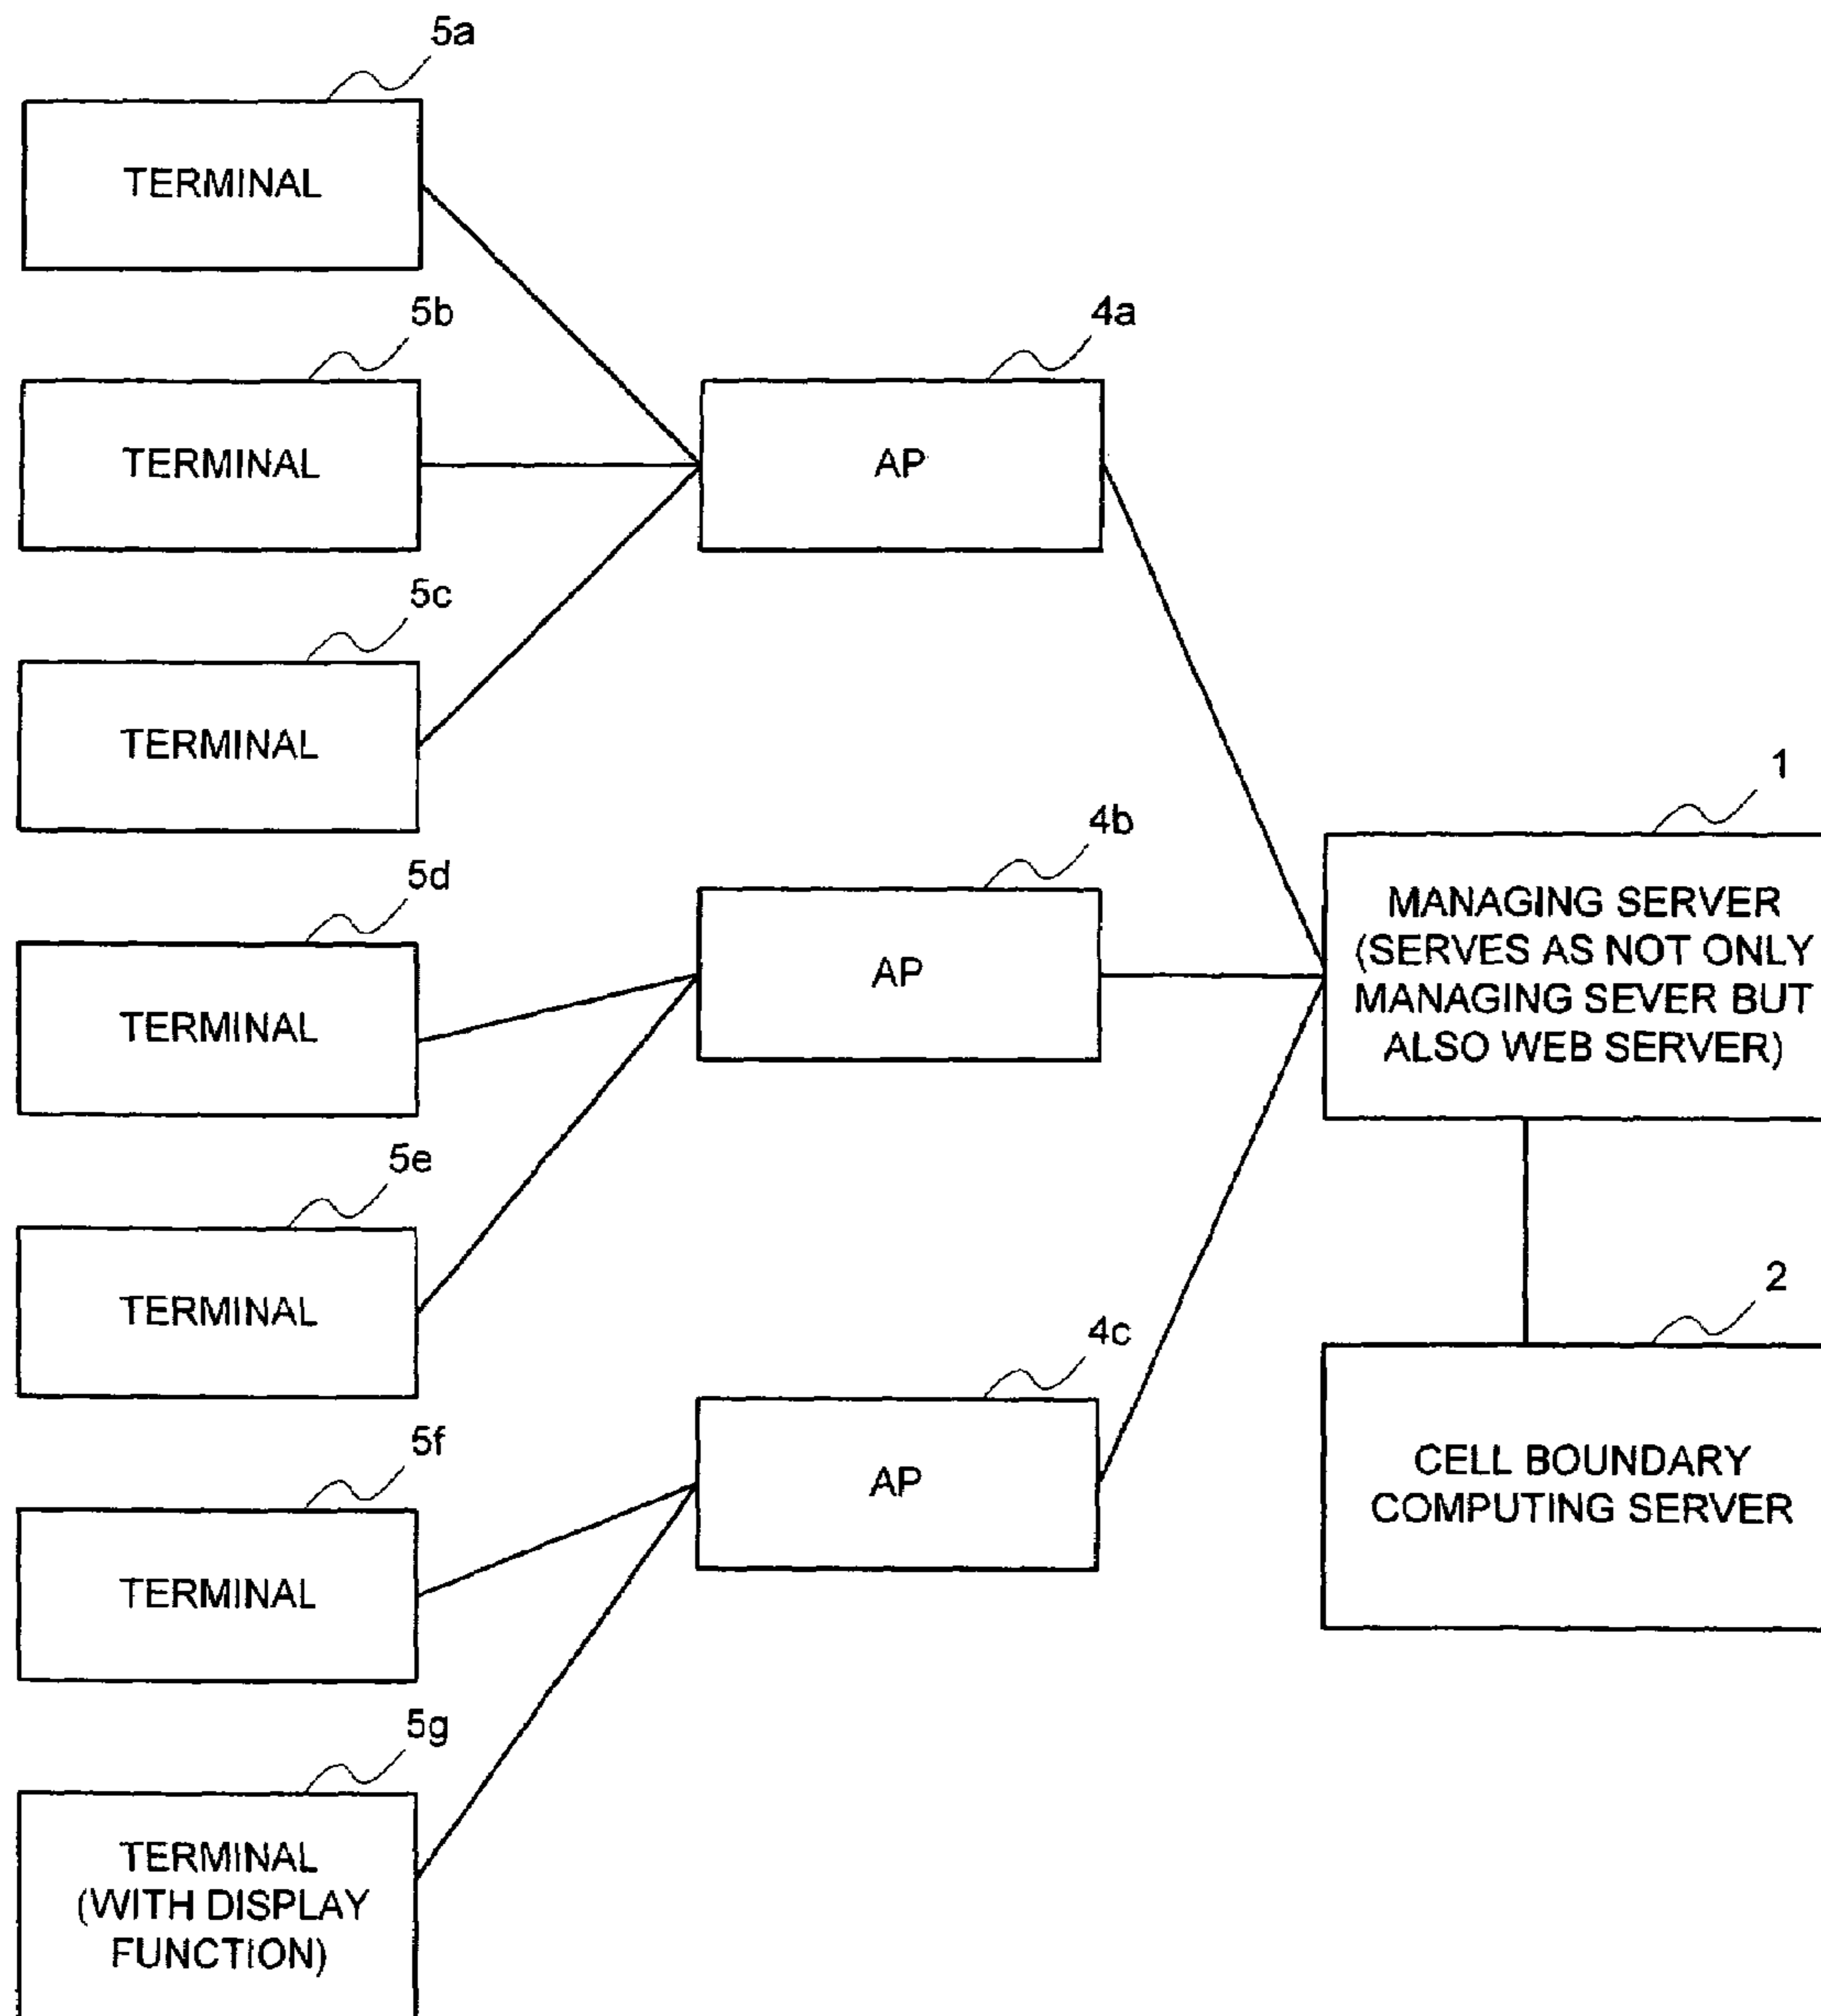 5a
TERMINAL
5b
TERMINAL
4a
AP
5c
TERMINAL
1
MANAGING SERVER
(SERVES AS NOT ONLY
MANAGING SEVER BUT
ALSO WEB SERVER)
4b
AP
5d
TERMINAL
5e
TERMINAL
2
CELL BOUNDARY
COMPUTING SERVER
4c
AP
5f
TERMINAL
5g
TERMINAL
(WITH DISPLAY
FUNCTION)